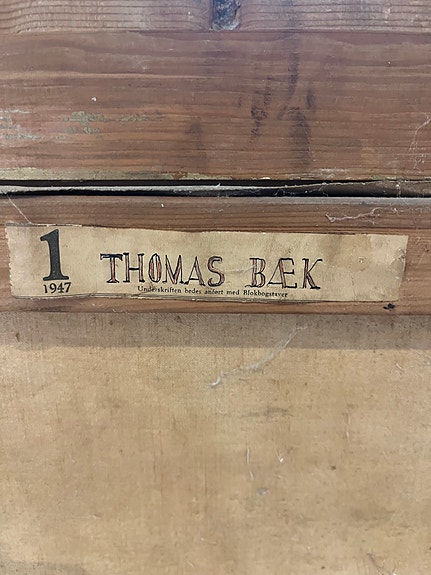 1
1947
THOMAS BÆK
Underskriften bedes anført med Blokbogstaver